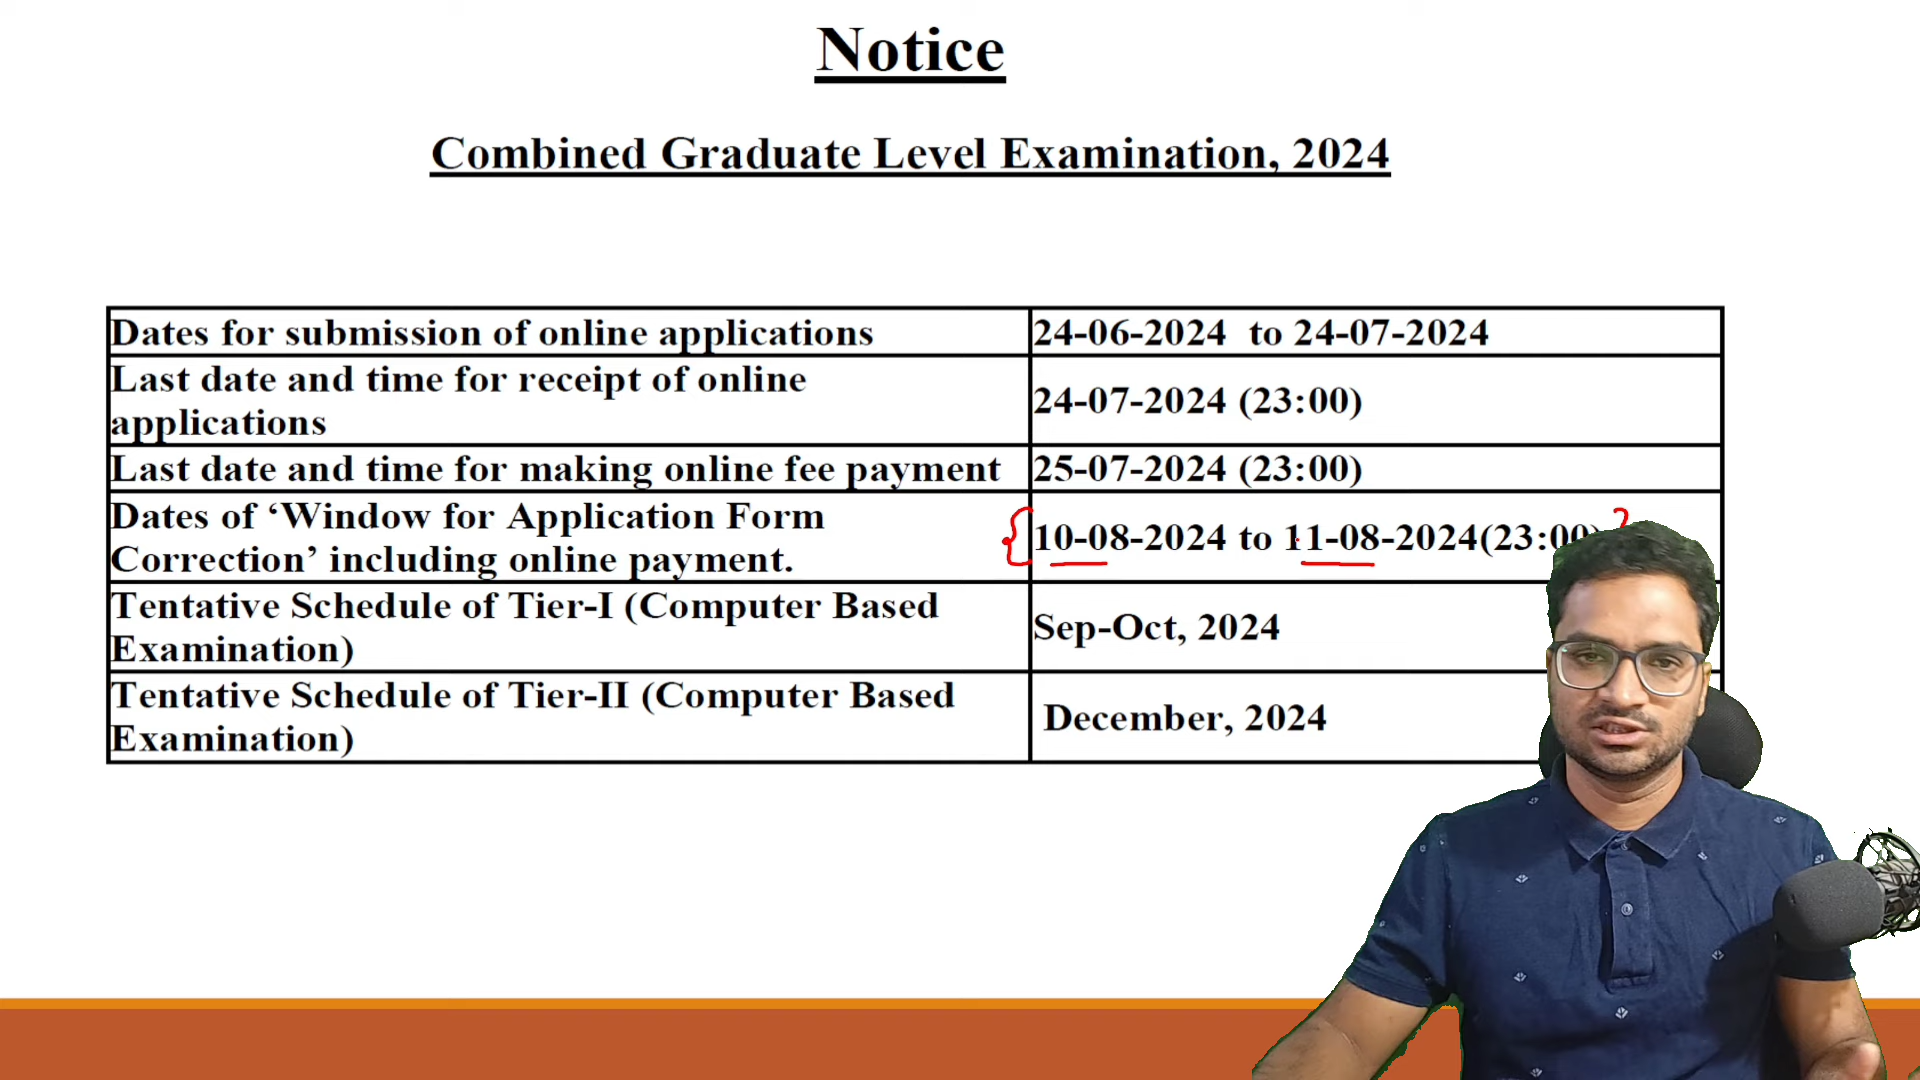 Notice
Combined Graduate Level Examination, 2024
Dates for submission of online applications
24-06-2024 to 24-07-2024
Last date and time for receipt of online
applications
24-07-2024 (23:00)
Last date and time for making online fee payment
25-07-2024 (23:00)
Dates of ‘Window for Application Form
Correction’ including online payment.
10-08-2024 to 11-08-2024(23:00)
Tentative Schedule of Tier-I (Computer Based
Examination)
Sep-Oct, 2024
Tentative Schedule of Tier-II (Computer Based
Examination)
December, 2024